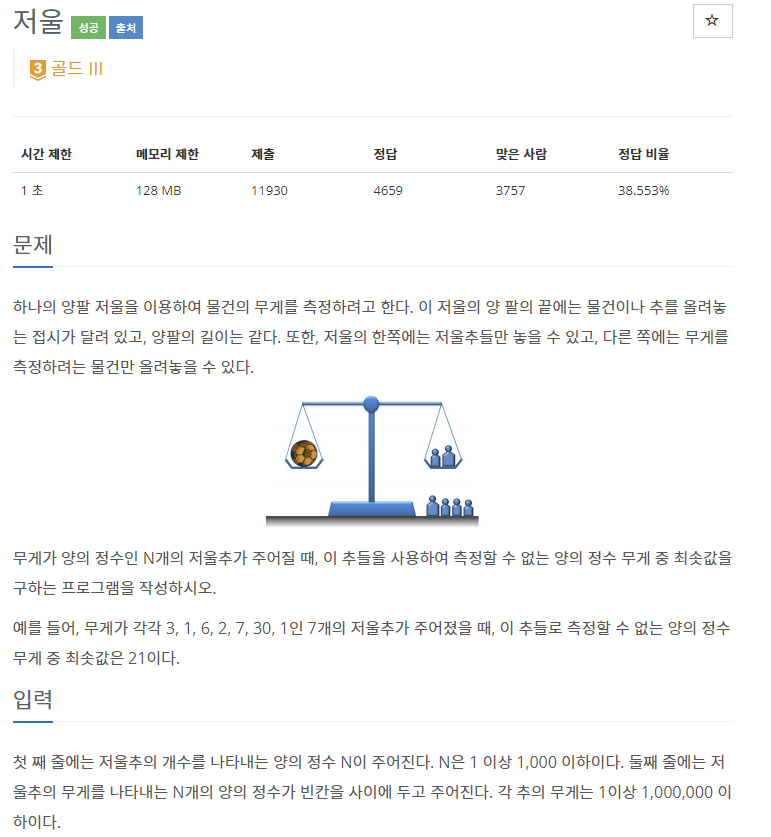 저울 성공 출처
☆
3 골드 III
시간 제한 메모리 제한 제출 정답 맞은 사람 정답 비율
1 초 128 MB 11930 4659 3757 38.553%
문제
하나의 양팔 저울을 이용하여 물건의 무게를 측정하려고 한다. 이 저울의 양 팔의 끝에는 물건이나 추를 올려놓
는 접시가 달려 있고, 양팔의 길이는 같다. 또한, 저울의 한쪽에는 저울추들만 놓을 수 있고, 다른 쪽에는 무게를
측정하려는 물건만 올려놓을 수 있다.
무게가 양의 정수인 N개의 저울추가 주어질 때, 이 추들을 사용하여 측정할 수 없는 양의 정수 무게 중 최솟값을
구하는 프로그램을 작성하시오.
예를 들어, 무게가 각각 3, 1, 6, 2, 7, 30, 1인 7개의 저울추가 주어졌을 때, 이 추들로 측정할 수 없는 양의 정수
무게 중 최솟값은 21이다.
입력
첫 째 줄에는 저울추의 개수를 나타내는 양의 정수 N이 주어진다. N은 1 이상 1,000 이하이다. 둘째 줄에는 저
울추의 무게를 나타내는 N개의 양의 정수가 빈칸을 사이에 두고 주어진다. 각 추의 무게는 1이상 1,000,000 이
하이다.